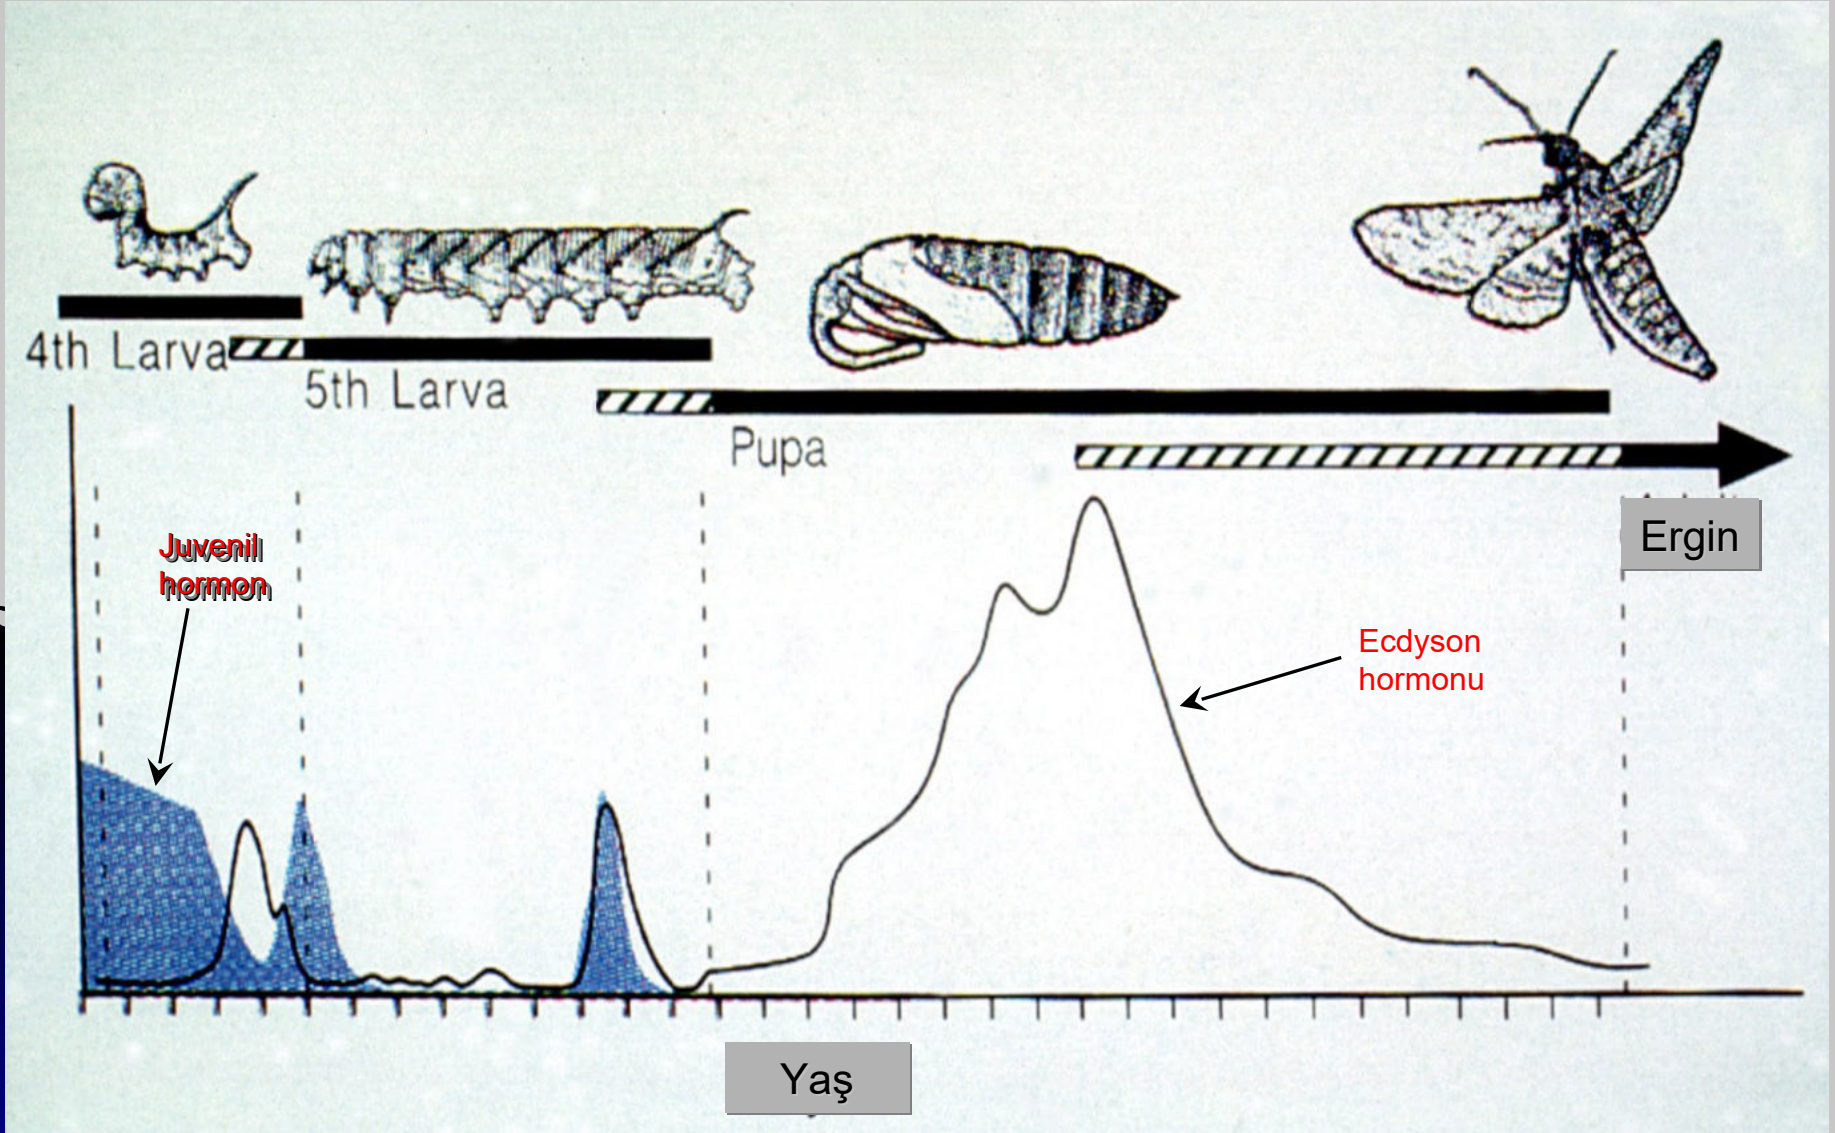 4th Larva
5th Larva
Pupa
Juvenil
hormon
Ergin
Ecdyson
hormonu
Yaş